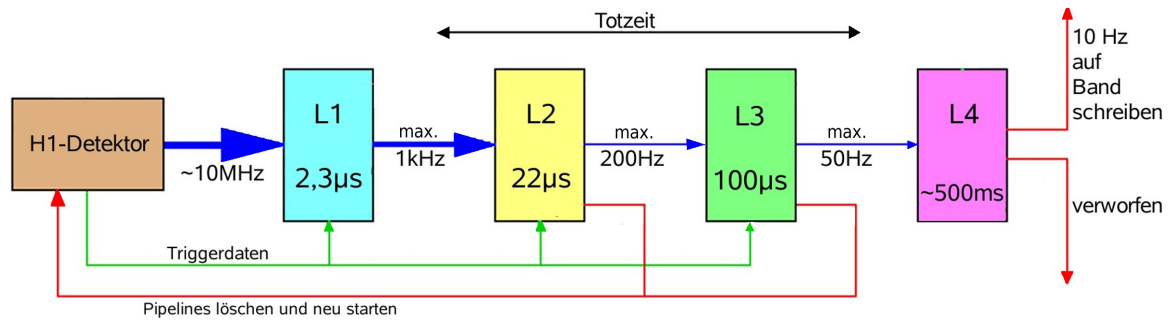 Totzeit
H1-Detektor
~10MHz
L1
2,3µs
max.
1kHz
L2
22µs
max.
200Hz
L3
100µs
max.
50Hz
L4
~500ms
10 Hz
auf
Band
schreiben
verworfen
Triggerdaten
Pipelines löschen und neu starten